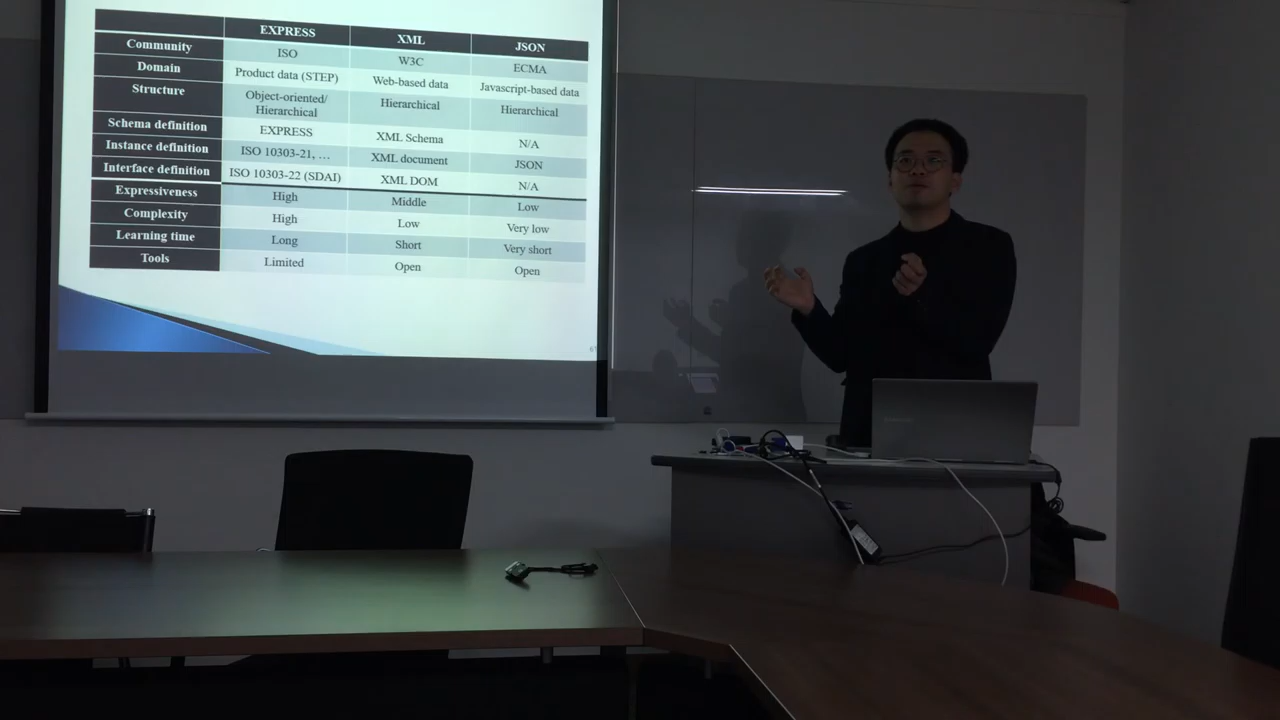 EXPRESS XML JSON
Community ISO W3C ECMA
Domain Product data (STEP) Web-based data Javascript-based data
Structure Object-oriented/ Hierarchical Hierarchical
Hierarchical
Schema definition EXPRESS XML Schema N/A
Instance definition ISO 10303-21, … XML document JSON
Interface definition ISO 10303-22 (SDAI) XML DOM N/A
Expressiveness High Middle Low
Complexity High Low Very low
Learning time Long Short Very short
Tools Limited Open Open